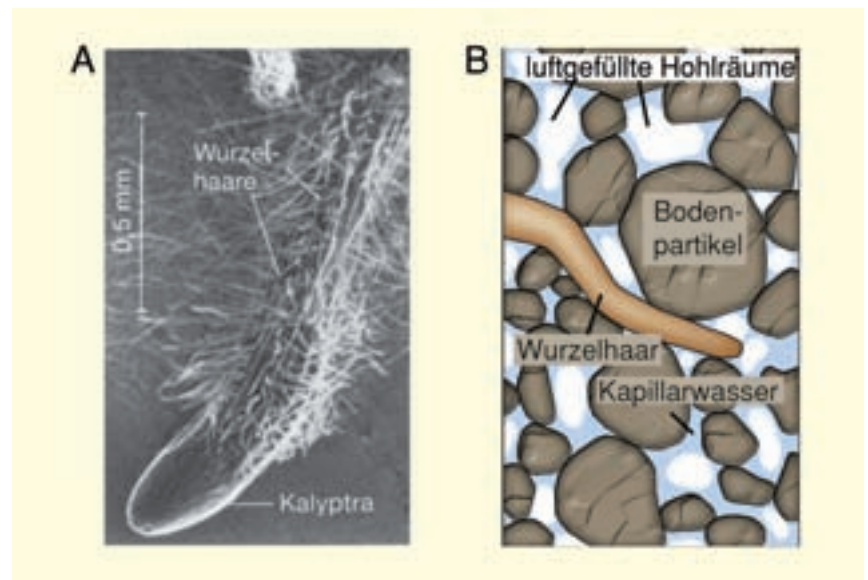 A
Wurzel-
haare
0,5 mm
Kalyptra
B
luftgefüllte Hohlräume
Boden-
partikel
Wurzelhaar
Kapillarwasser